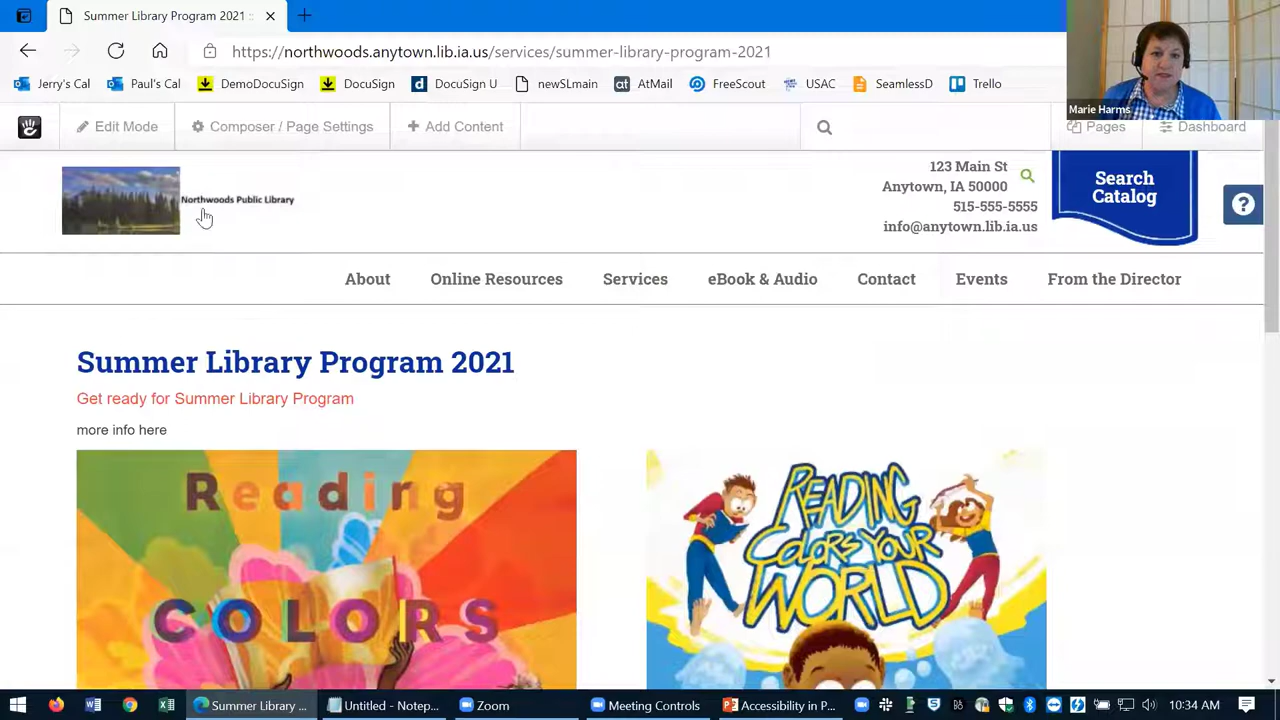 Summer Library Program 2021 ::
https://northwoods.anytown.lib.ia.us/services/summer-library-program-2021
Jerry's Cal
Paul's Cal
DemoDocuSign
DocuSign
DocuSign U
newSLmain
at
AtMail
FreeScout
USAC
SeamlessD
Trello
Marie Harms
Edit Mode
Composer / Page Settings
Add Content
Pages
Dashboard
Northwoods Public Library
123 Main St
Anytown, IA 50000
515-555-5555
info@anytown.lib.ia.us
Search
Catalog
?
About
Online Resources
Services
eBook & Audio
Contact
Events
From the Director
Summer Library Program 2021
Get ready for Summer Library Program
more info here
Reading
COLORS
READING
COLORS YOUR
WORLD
Summer Library ...
Untitled - Notep...
Zoom
Meeting Controls
Accessibility in P...
10:34 AM